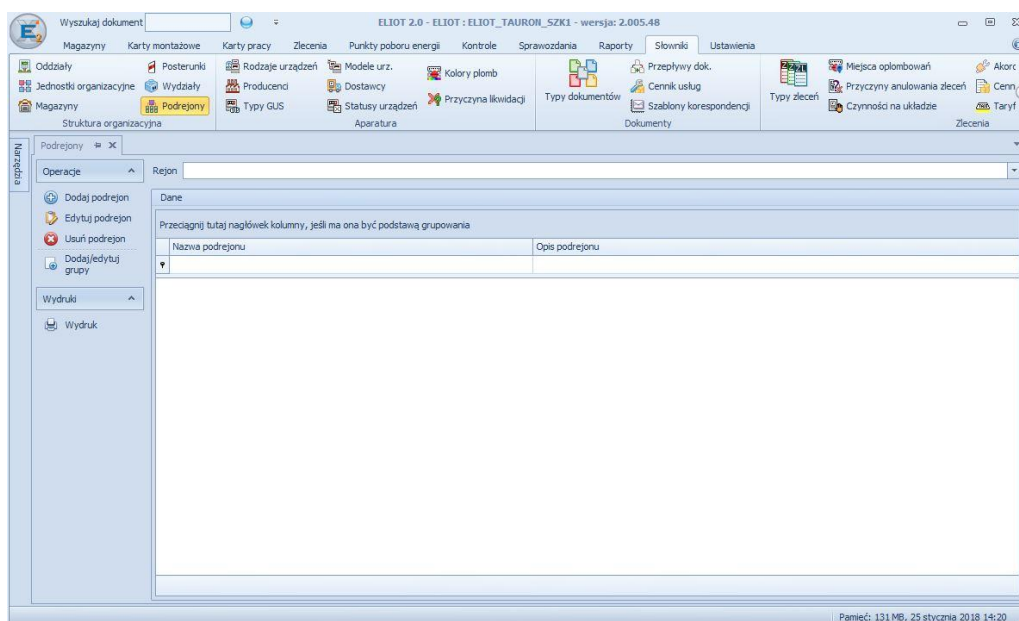 Wyszukaj dokument
ELIOT 2.0 - ELIOT : ELIOT_TAURON_SZK1 - wersja: 2.005.48
E2
Magazyny Karty montażowe Karty pracy Zlecenia Punkty poboru energii Kontrole Sprawozdania Raporty Słowniki Ustawienia
Oddziały Posterunki Rodzaje urządzeń Modele urz. Kolory plomb Typy dokumentów Przepływy dok. Typy zleceń Miejsca oplombowań Akorc
Jednostki organizacyjne Wydziały Producenci Dostawcy Przyczyna likwidacji Cennik usług Przyczyny anulowania zleceń Cenn
Magazyny Podrejony Typy GUS Statusy urządzeń Szablony korespondencji Czynności na układzie Taryf
Struktura organizacyjna Aparatura Dokumenty Zlecenia
Narzędzia
Podrejony
Operacje
Rejon
Dodaj podrejon
Edytuj podrejon
Usuń podrejon
Dodaj/edytuj
grupy
Wydruki
Wydruk
Dane
Przeciągnij tutaj nagłówek kolumny, jeśli ma ona być podstawą grupowania
Nazwa podrejonu Opis podrejonu
Pamięć: 131 MB, 25 stycznia 2018 14:20